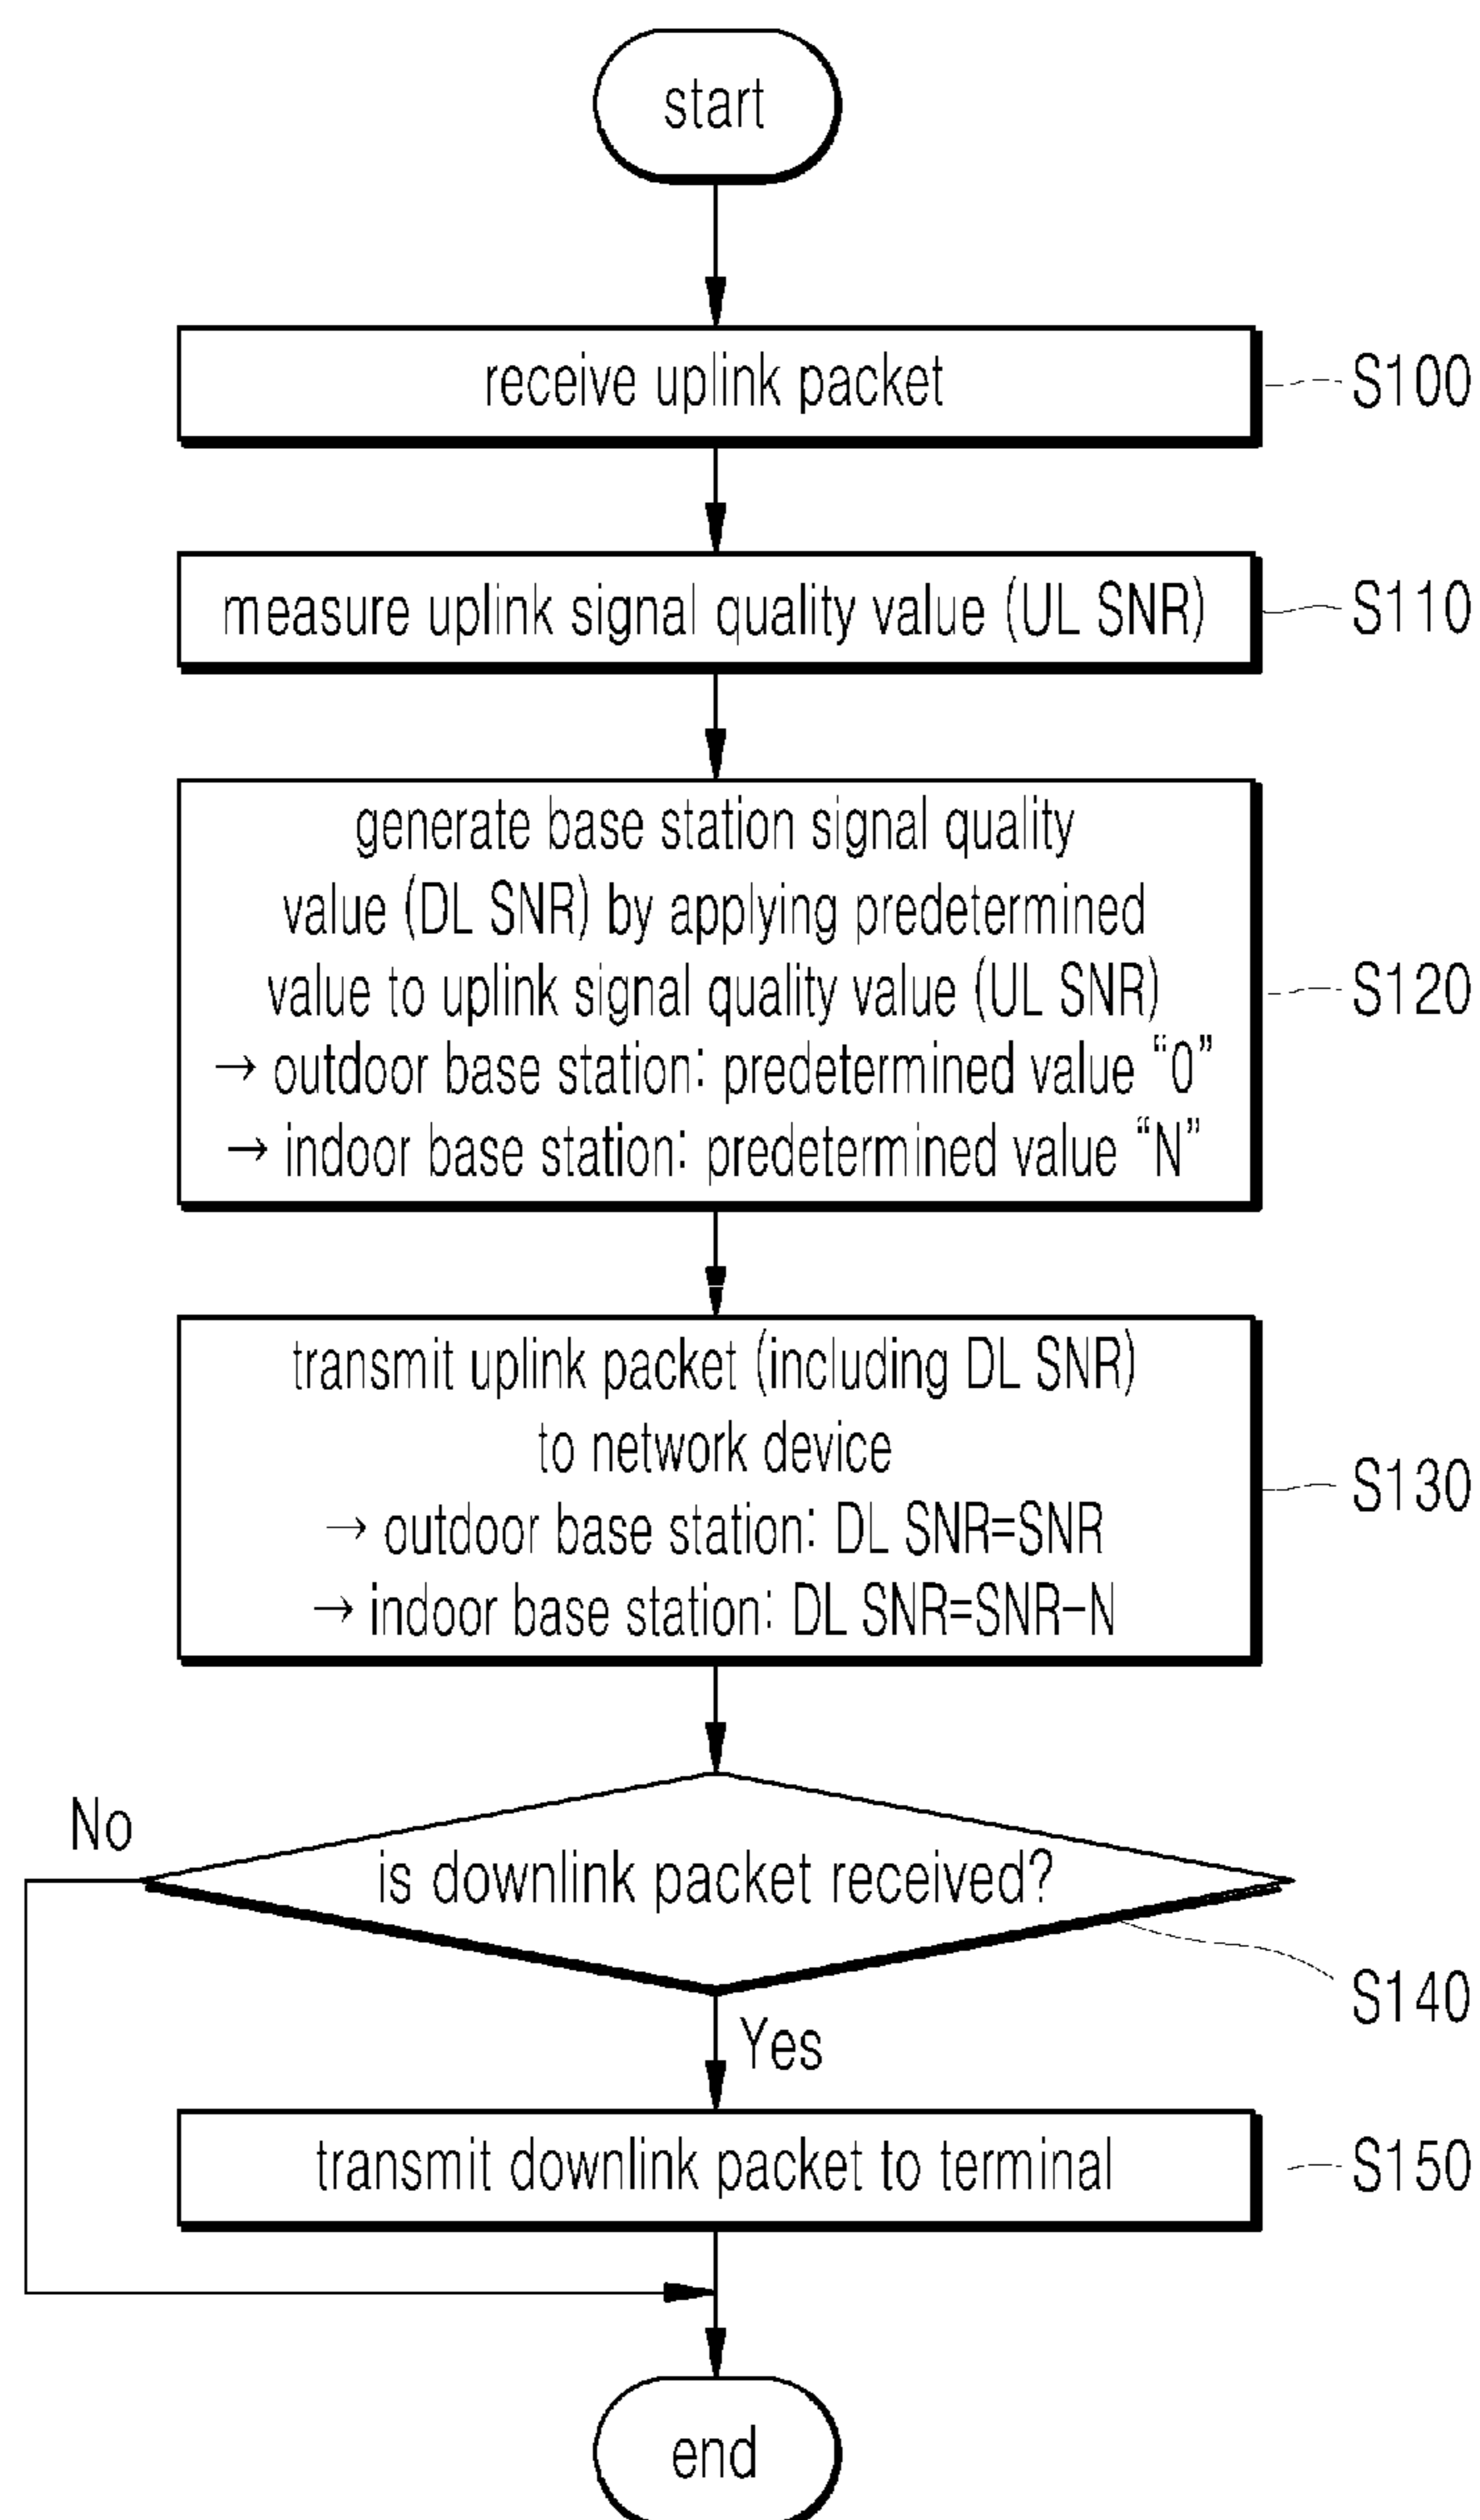 start
receive uplink packet
S100
measure uplink signal quality value (UL SNR)
S110
generate base station signal quality
value (DL SNR) by applying predetermined
value to uplink signal quality value (UL SNR)
→ outdoor base station: predetermined value “0”
→ indoor base station: predetermined value “N”
S120
transmit uplink packet (including DL SNR)
to network device
→ outdoor base station: DL SNR=SNR
→ indoor base station: DL SNR=SNR−N
S130
No
is downlink packet received?
S140
Yes
transmit downlink packet to terminal
S150
end